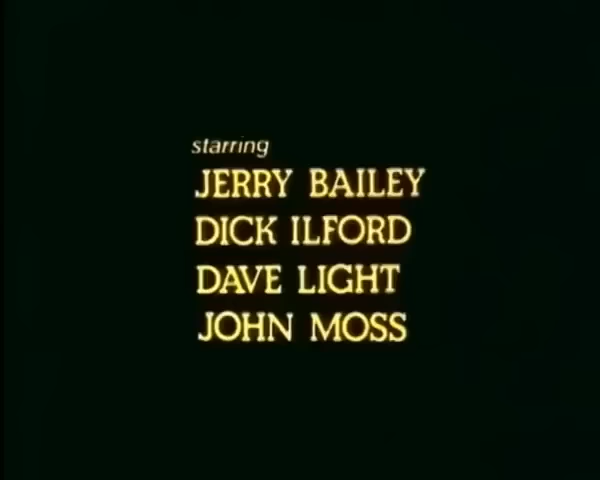 starring
JERRY BAILEY
DICK ILFORD
DAVE LIGHT
JOHN MOSS